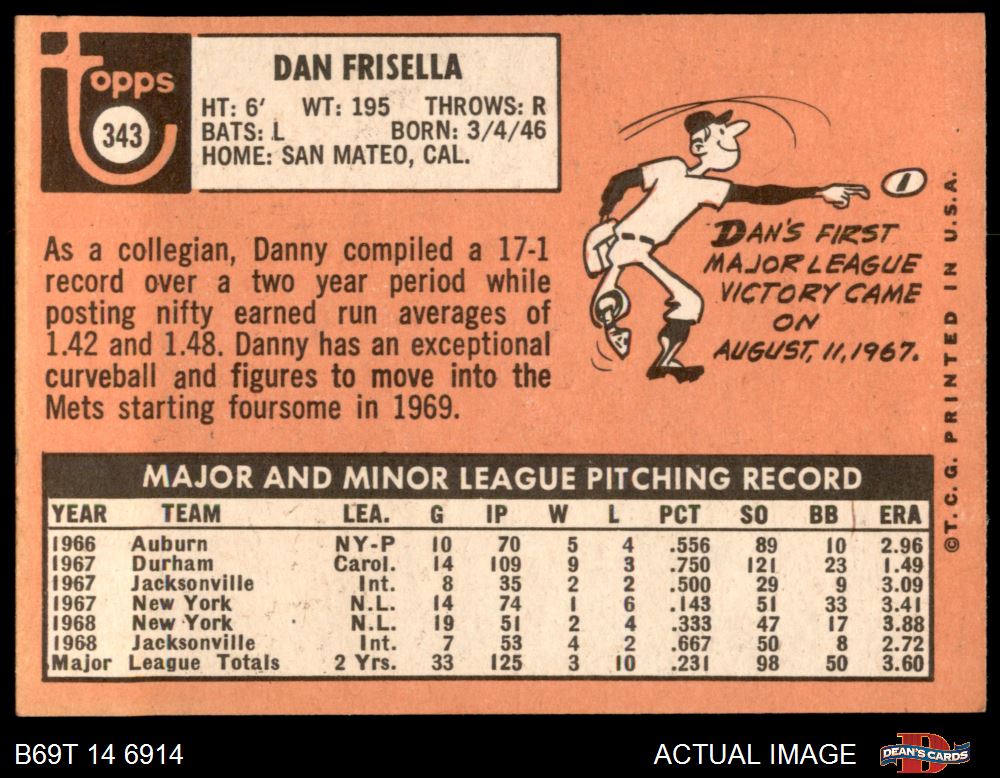 Topps
343
DAN FRISELLA
HT: 6' WT: 195 THROWS: R
BATS: L BORN: 3/4/46
HOME: SAN MATEO, CAL.
As a collegian, Danny compiled a 17-1
record over a two year period while
posting nifty earned run averages of
1.42 and 1.48. Danny has an exceptional
curveball and figures to move into the
Mets starting foursome in 1969.
1
DAN'S FIRST
MAJOR LEAGUE
VICTORY CAME
ON
AUGUST, 11, 1967.
©T.C.G. PRINTED IN U.S.A.
MAJOR AND MINOR LEAGUE PITCHING RECORD
YEAR TEAM LEA. G IP W L PCT SO BB ERA
1966 Auburn NY-P 10 70 5 4 .556 89 10 2.96
1967 Durham Carol. 14 109 9 3 .750 121 23 1.49
1967 Jacksonville Int. 8 35 2 2 .500 29 9 3.09
1967 New York N.L. 14 74 1 6 .143 51 33 3.41
1968 New York N.L. 19 51 2 4 .333 47 17 3.88
1968 Jacksonville Int. 7 53 4 2 .667 50 8 2.72
Major League Totals 2 Yrs. 33 125 3 10 .231 98 50 3.60
B69T 14 6914
ACTUAL IMAGE
D
DEAN'S CARDS